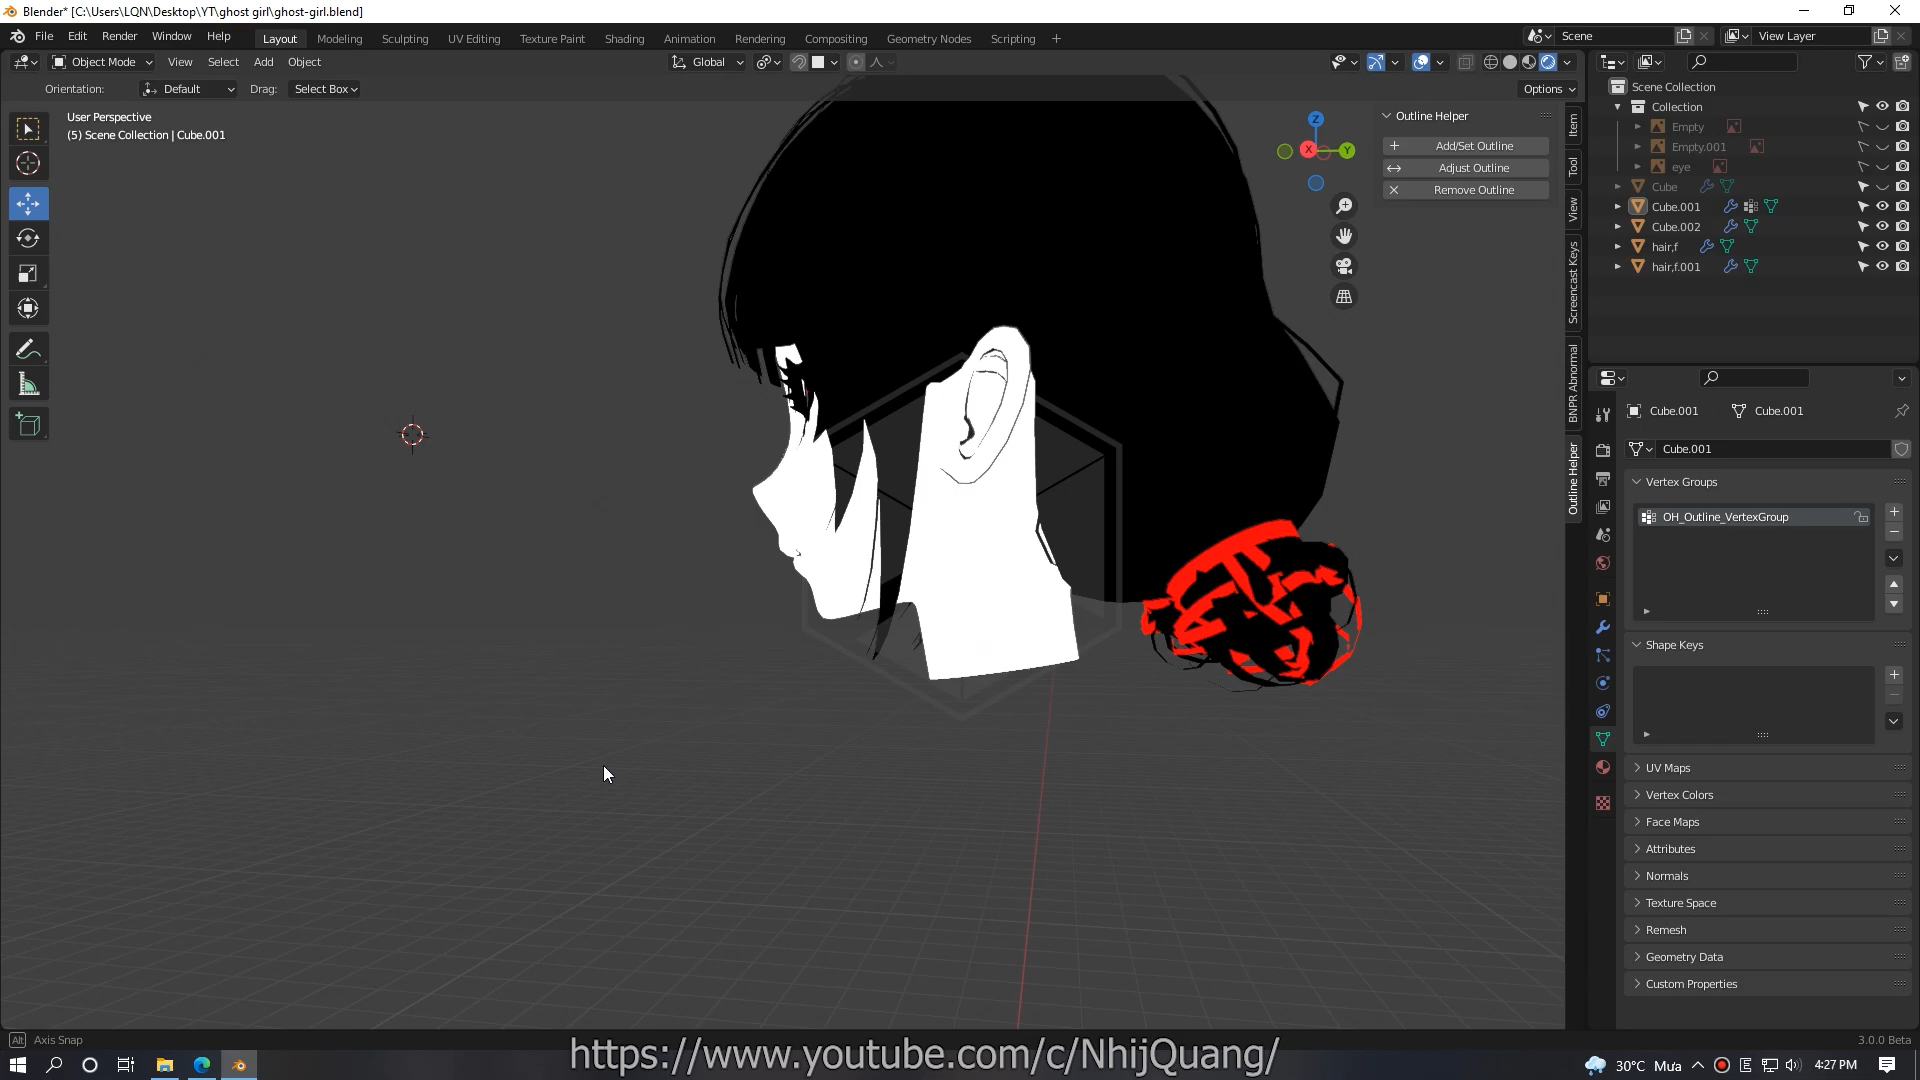 Blender* [C:\Users\LQN\Desktop\YT\ghost girl\ghost-girl.blend]
File Edit Render Window Help Layout Modeling Sculpting UV Editing Texture Paint Shading Animation Rendering Compositing Geometry Nodes Scripting + Scene View Layer
Object Mode View Select Add Object Global
Orientation: Default Drag: Select Box Options
User Perspective
(5) Scene Collection | Cube.001
Z
X
Y
Outline Helper
Add/Set Outline
Adjust Outline
Remove Outline
Item
Tool
View
Screencast Keys
BNPR Abnormal
Outline Helper
Scene Collection
Collection
Empty
Empty.001
eye
Cube
Cube.001
Cube.002
hair,f
hair,f.001
Cube.001 Cube.001
Cube.001
Vertex Groups
OH_Outline_VertexGroup
Shape Keys
UV Maps
Vertex Colors
Face Maps
Attributes
Normals
Texture Space
Remesh
Geometry Data
Custom Properties
Alt Axis Snap
3.0.0 Beta
https://www.youtube.com/c/NhijQuang/
30°C Mưa E 4:27 PM